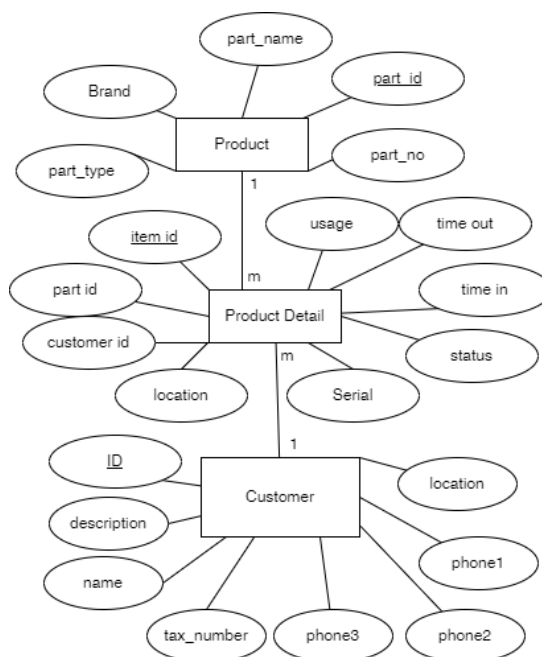 part_name
Brand
part_id
Product
part_type
part_no
1
usage
time out
item id
m
part id
Product Detail
time in
customer id
status
m
location
Serial
1
ID
Customer
location
description
phone1
name
tax_number
phone3
phone2